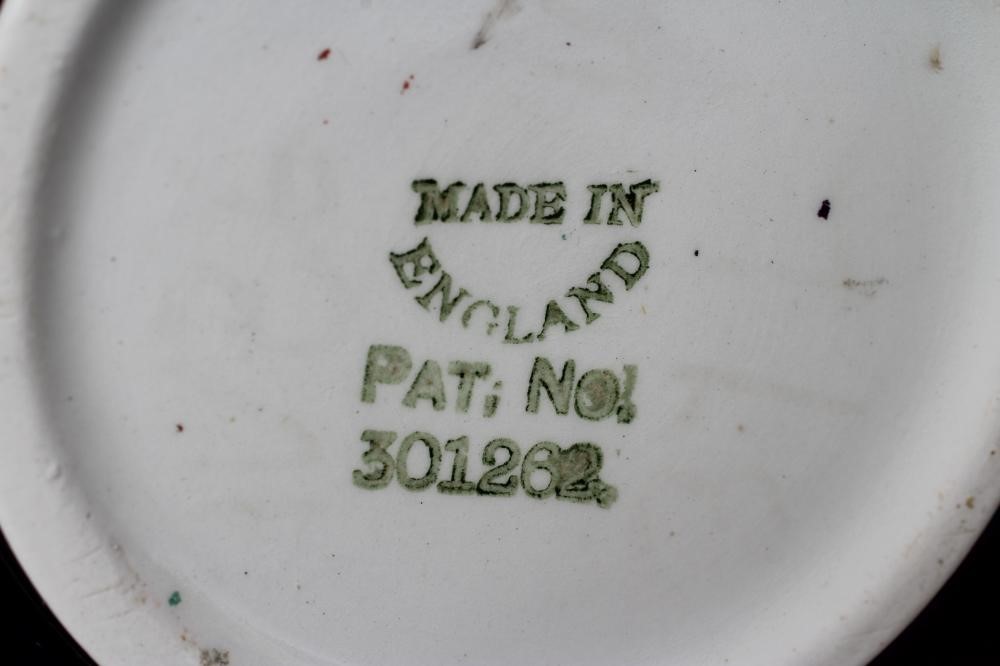 MADE IN
ENGLAND
PAT; NO!
301262.